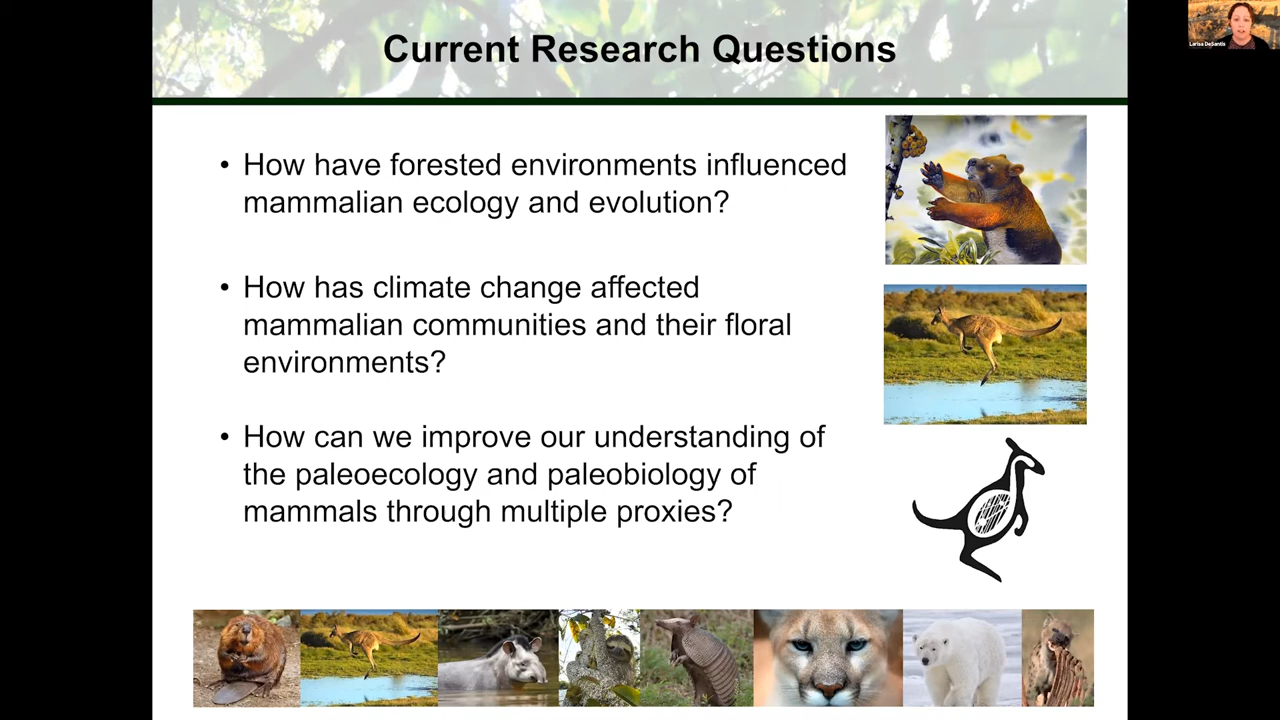 Current Research Questions
Larisa DeSantis
• How have forested environments influenced
mammalian ecology and evolution?
• How has climate change affected
mammalian communities and their floral
environments?
• How can we improve our understanding of
the paleoecology and paleobiology of
mammals through multiple proxies?